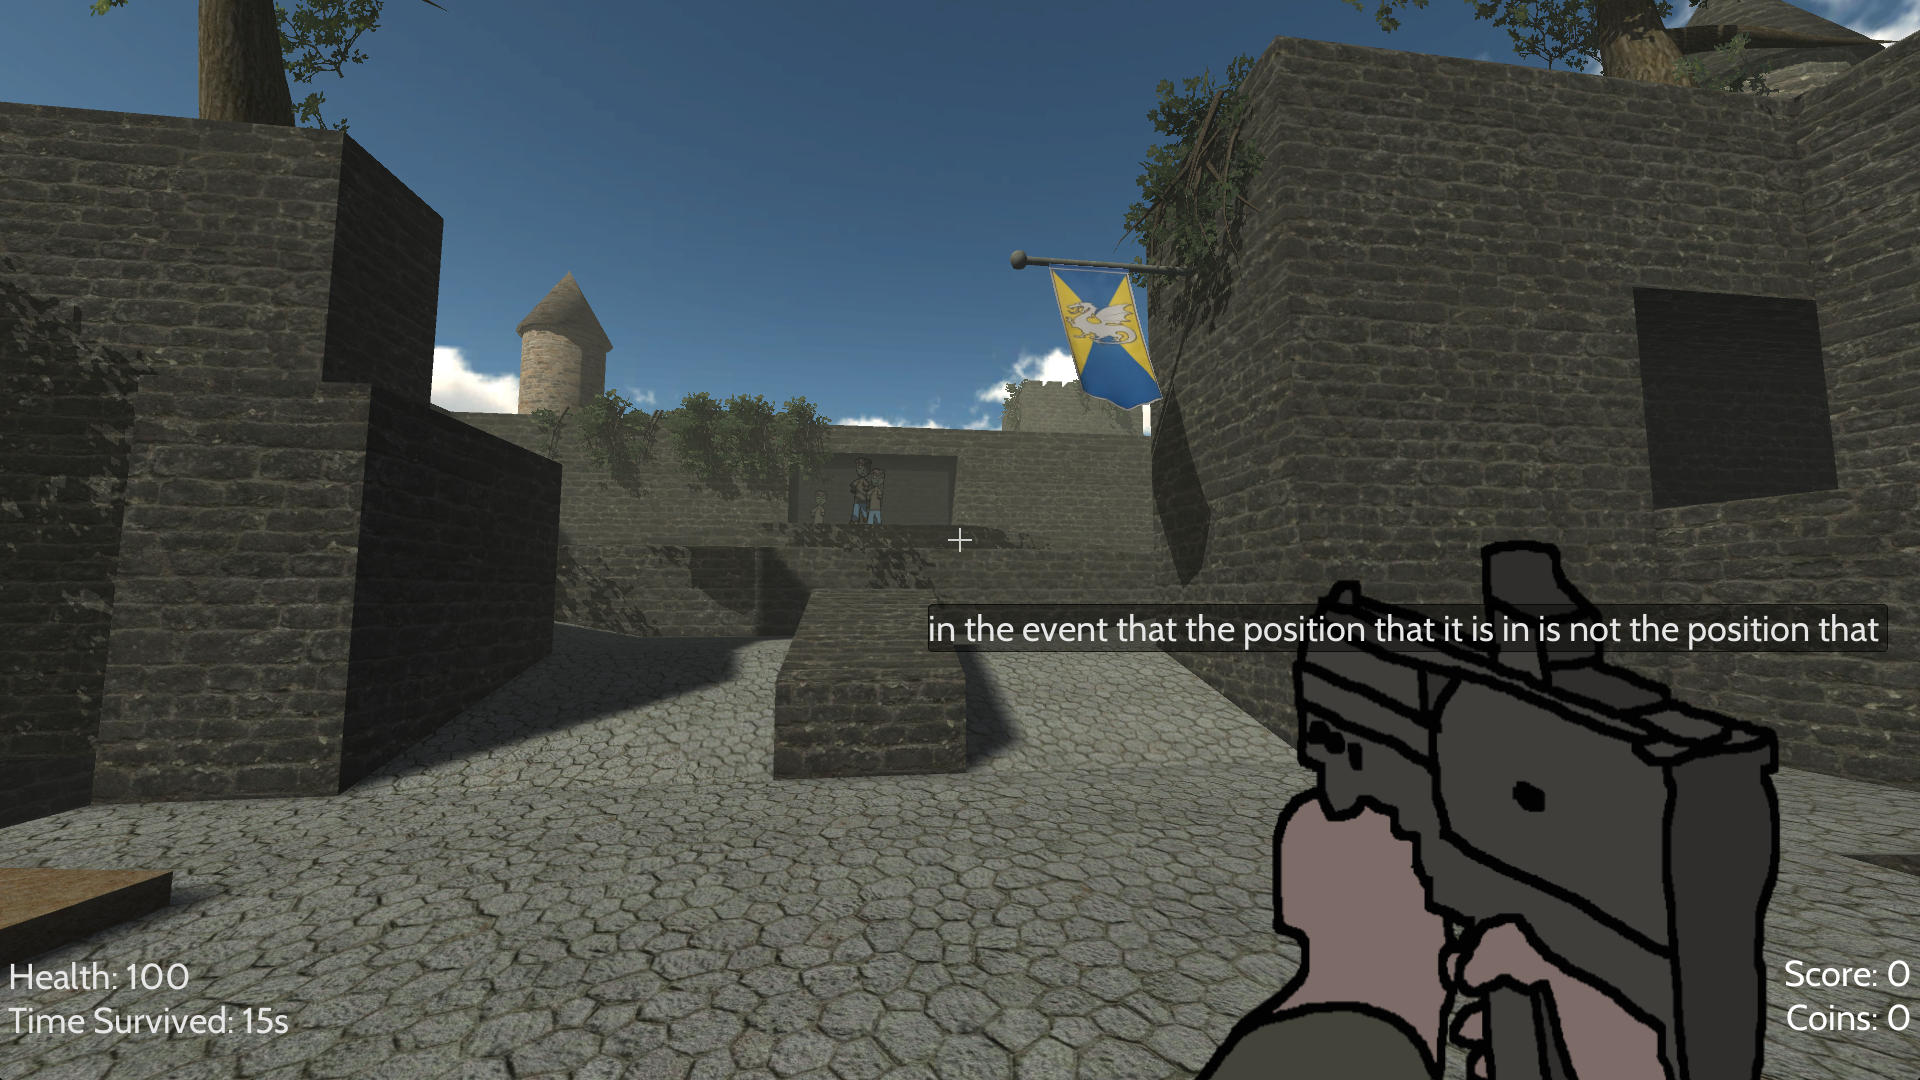 in the event that the position that it is in is not the position that
Health: 100
Time Survived: 15s
Score: 0
Coins: 0